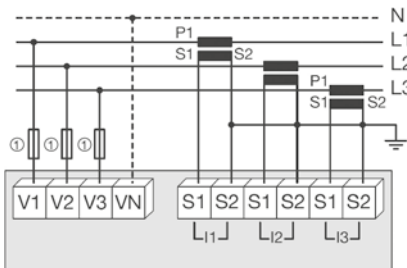 N
P1
L1
S1 S2
L2
P1
L3
S1 S2
① ① ①
V1 V2 V3 VN S1 S2 S1 S2 S1 S2
I1 I2 I3